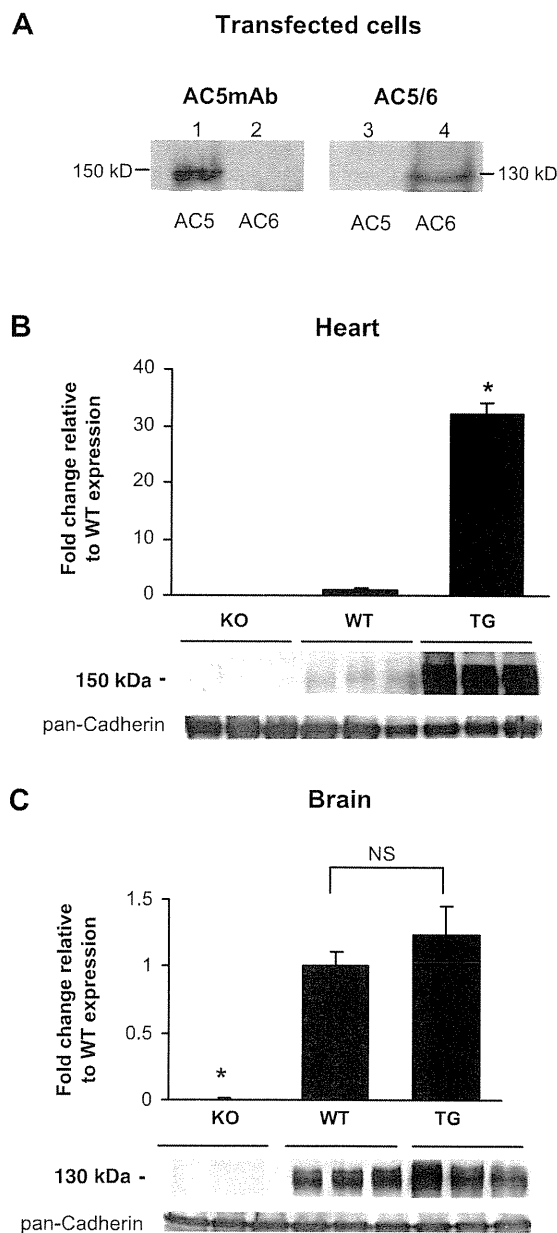 A
Transfected cells
AC5mAb AC5/6
1 2 3 4
150 kD 130 kD
AC5 AC6 AC5 AC6
B
Heart
Fold change relative
to WT expression
40
30
20
10
0
*
KO WT TG
150 kDa -
pan-Cadherin
C
Brain
NS
Fold change relative
to WT expression
1.5
1
0.5
0
*
KO WT TG
130 kDa -
pan-Cadherin